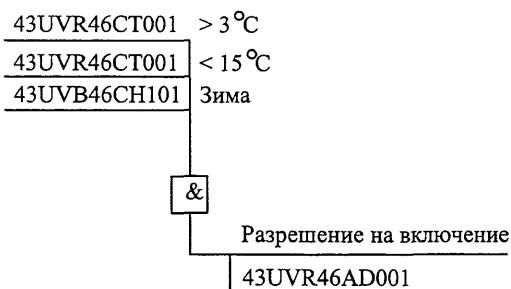 43UVR46CT001 > 3°C
43UVR46CT001 < 15°C
43UVB46CH101 Зима
&
Разрешение на включение
43UVR46AD001